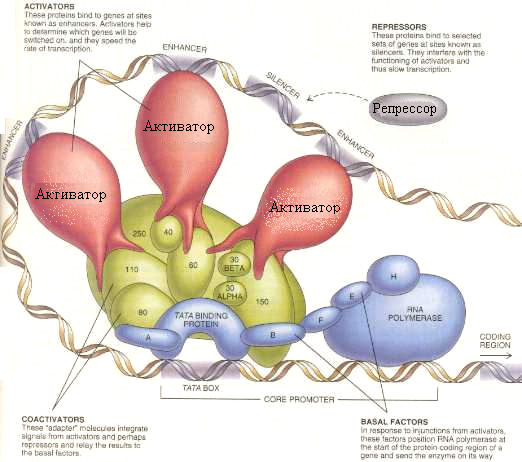 ACTIVATORS
These proteins bind to genes at sites
known as enhancers. Activators help
to determine which genes will be
switched on, and they speed the
rate of transcription.
REPRESSORS
These proteins bind to selected
sets of genes at sites known as
silencers. They interfere with the
functioning of activators and
thus slow transcription.
ENHANCER
SILENCER
Репрессор
ENHANCER
ENHANCER
Активатор
Активатор
Активатор
250
40
110
60
30
BETA
30
ALPHA
150
80
H
E
F
RNA
POLYMERASE
TATA BINDING
PROTEIN
A
B
CODING
REGION
TATA BOX
CORE PROMOTER
COACTIVATORS
These "adapter" molecules integrate
signals from activators and perhaps
repressors and relay the results to
the basal factors.
BASAL FACTORS
In response to injunctions from activators,
these factors position RNA polymerase at
the start of the protein-coding region of a
gene and send the enzyme on its way.